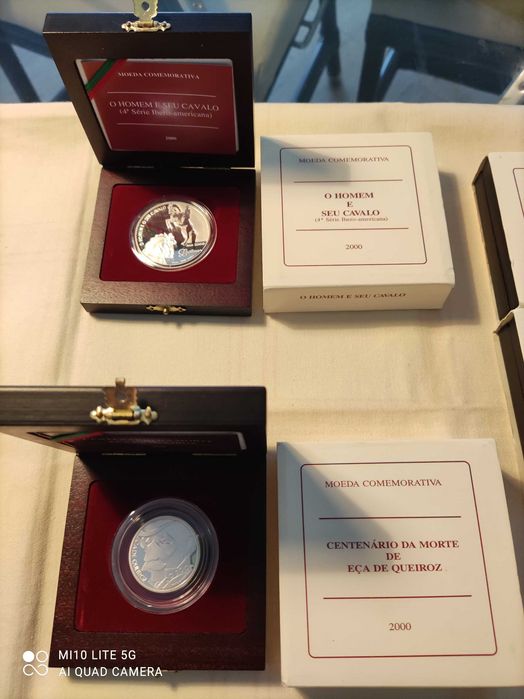 MOEDA COMEMORATIVA
O HOMEM E SEU CAVALO
(4ª Série Ibero-americana)
2000
MOEDA COMEMORATIVA
O HOMEM
E
SEU CAVALO
(4ª Série Ibero-americana)
2000
O HOMEM E SEU CAVALO
MOEDA COMEMORATIVA
CENTENÁRIO DA MORTE
DE
EÇA DE QUEIROZ
2000
MI10 LITE 5G
AI QUAD CAMERA